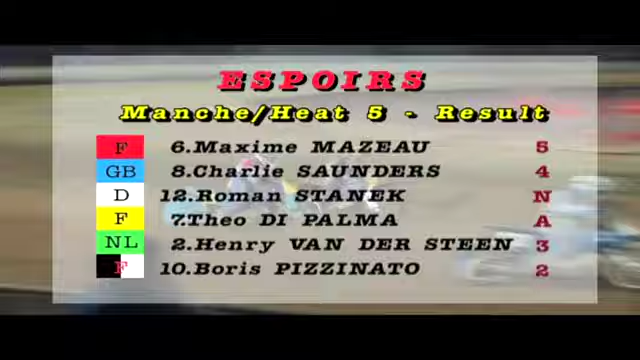 ESPOIRS
Manche/Heat 5 - Result
F 6.Maxime MAZEAU 5
GB 8.Charlie SAUNDERS 4
D 12.Roman STANEK N
F 7.Theo DI PALMA A
NL 2.Henry VAN DER STEEN 3
F 10.Boris PIZZINATO 2